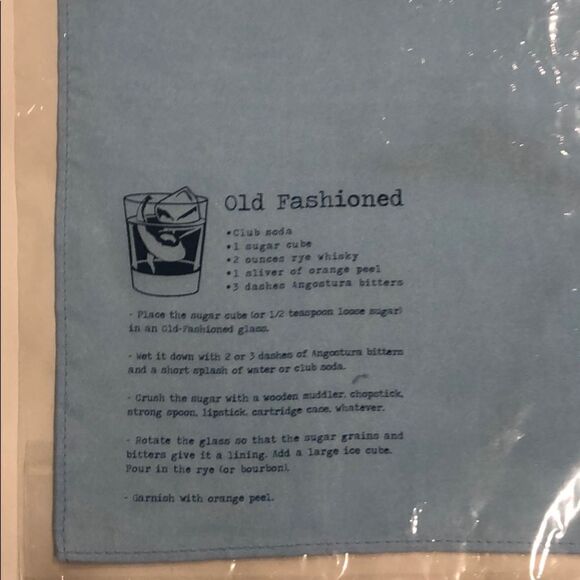 Old Fashioned
•Club soda
•1 sugar cube
•2 ounces rye whisky
•1 sliver of orange peel
•3 dashes Angostura bitters
- Place the sugar cube (or 1/2 teaspoon loose sugar)
in an Old-Fashioned glass.
- Wet it down with 2 or 3 dashes of Angostura bitters
and a short splash of water or club soda.
- Crush the sugar with a wooden muddler, chopstick,
strong spoon, lipstick, cartridge case, whatever.
- Rotate the glass so that the sugar grains and
bitters give it a lining. Add a large ice cube.
Pour in the rye (or bourbon).
- Garnish with orange peel.